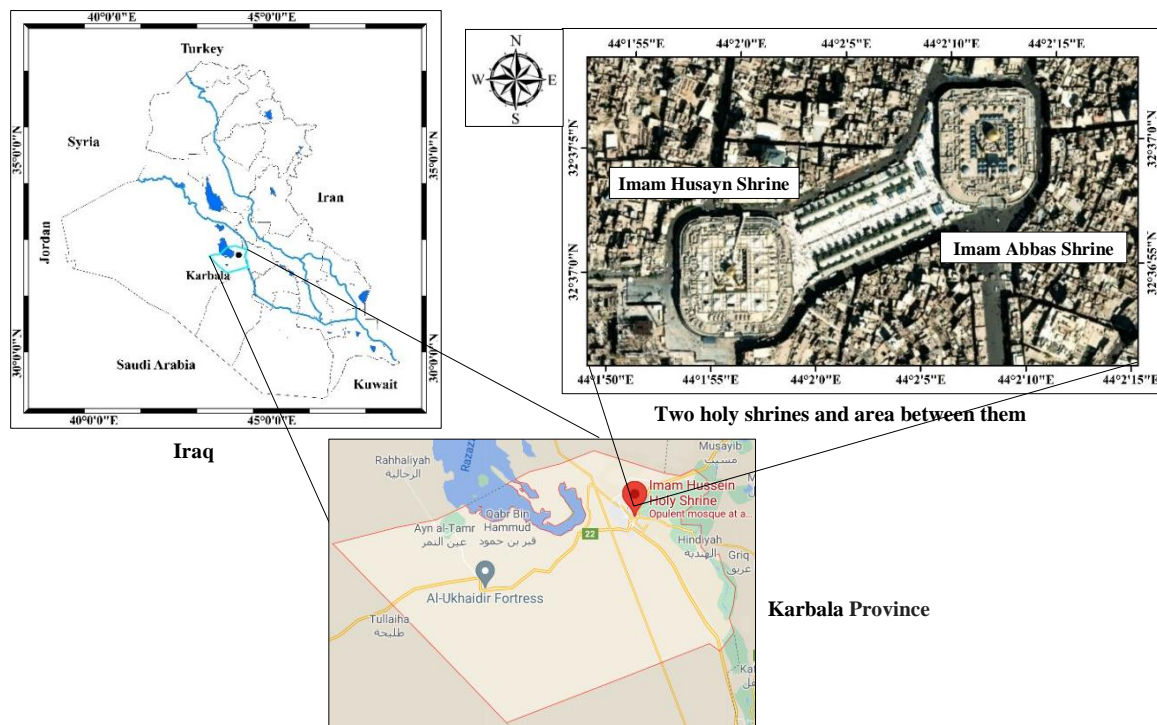 40°0'0"E
45°0'0"E
Turkey
Syria
Iran
Jordan
Karbala
Saudi Arabia
Kuwait
35°0'0"N
30°0'0"N
35°0'0"N
30°0'0"N
40°0'0"E
45°0'0"E
Iraq
N
W
E
S
44°1'55"E
44°2'0"E
44°2'5"E
44°2'10"E
44°2'15"E
32°37'5"N
32°37'0"N
Imam Husayn Shrine
Imam Abbas Shrine
32°37'0"N
32°36'55"N
44°1'50"E
44°1'55"E
44°2'0"E
44°2'5"E
44°2'10"E
44°2'15"E
Two holy shrines and area between them
Musayib
مسيب
Rahhaliyah
الرحالية
Razaz
Imam Hussein
Holy Shrine
Opulent mosque at a...
Qabr Bin
Hammud
قبر بن حمود
Ayn al-Tamr
عين التمر
22
Hindiyah
الهندية
Griq
عريق
Al-Ukhaidir Fortress
Tullaiha
طليحة
Karbala Province